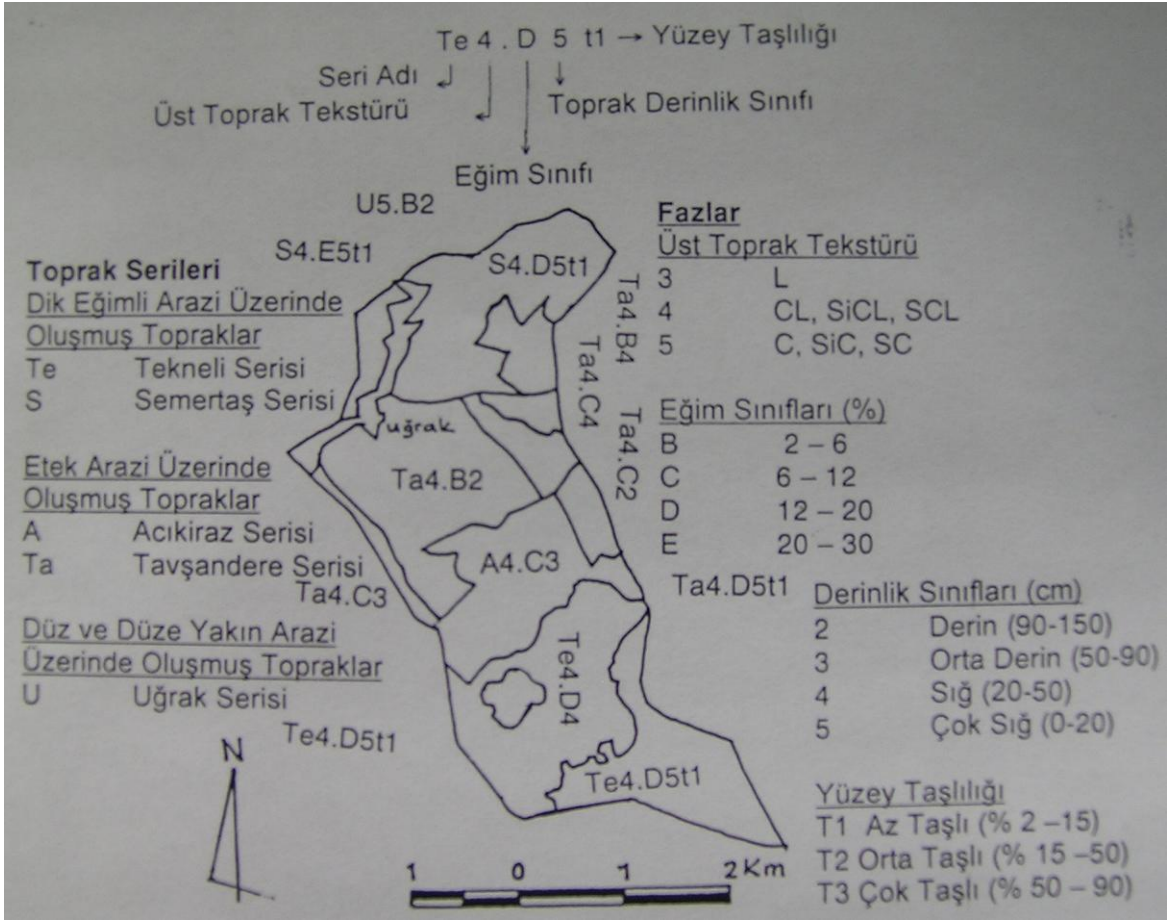 Te 4 . D 5 t1 → Yüzey Taşlılığı
Seri Adı
Üst Toprak Tekstürü
Toprak Derinlik Sınıfı
Eğim Sınıfı
U5.B2
S4.E5t1
S4.D5t1
Toprak Serileri
Dik Eğimli Arazi Üzerinde
Oluşmuş Topraklar
Te Tekneli Serisi
S Semertaş Serisi
Etek Arazi Üzerinde
Oluşmuş Topraklar
A Acıkiraz Serisi
Ta Tavşandere Serisi
Ta4.C3
Düz ve Düze Yakın Arazi
Üzerinde Oluşmuş Topraklar
U Uğrak Serisi
Te4.D5t1
N
uğrak
Ta4.B2
A4.C3
Te4.D4
Te4.D5t1
Ta4.B4
Ta4.C4
Ta4.C2
Ta4.D5t1
Fazlar
Üst Toprak Tekstürü
3 L
4 CL, SiCL, SCL
5 C, SiC, SC
Eğim Sınıfları (%)
B 2 – 6
C 6 – 12
D 12 – 20
E 20 – 30
Derinlik Sınıfları (cm)
2 Derin (90-150)
3 Orta Derin (50-90)
4 Sığ (20-50)
5 Çok Sığ (0-20)
Yüzey Taşlılığı
T1 Az Taşlı (% 2 –15)
T2 Orta Taşlı (% 15 –50)
T3 Çok Taşlı (% 50 – 90)
1 0 1 2 Km